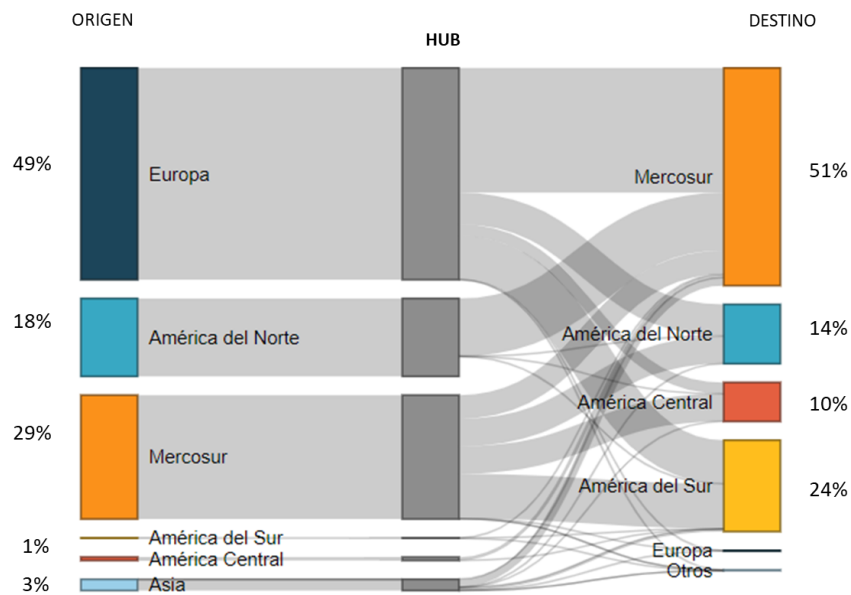 ORIGEN
HUB
DESTINO
49%
Europa
Mercosur
51%
18%
América del Norte
América del Norte
14%
América Central
10%
29%
Mercosur
América del Sur
24%
1%
América del Sur
América Central
Europa
3%
Asia
Otros